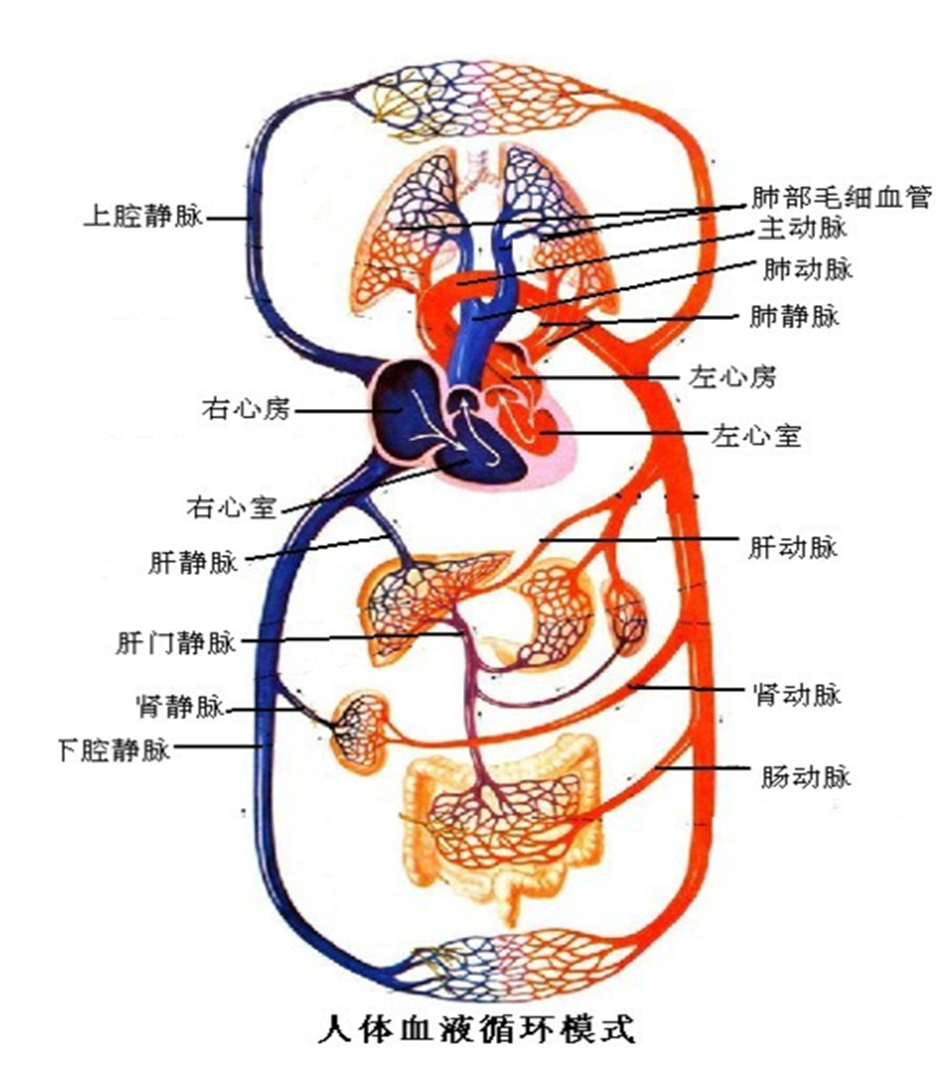 肺部毛细血管
上腔静脉
主动脉
肺动脉
肺静脉
左心房
右心房
左心室
右心室
肝静脉
肝动脉
肝门静脉
肾静脉
肾动脉
下腔静脉
肠动脉
人体血液循环模式